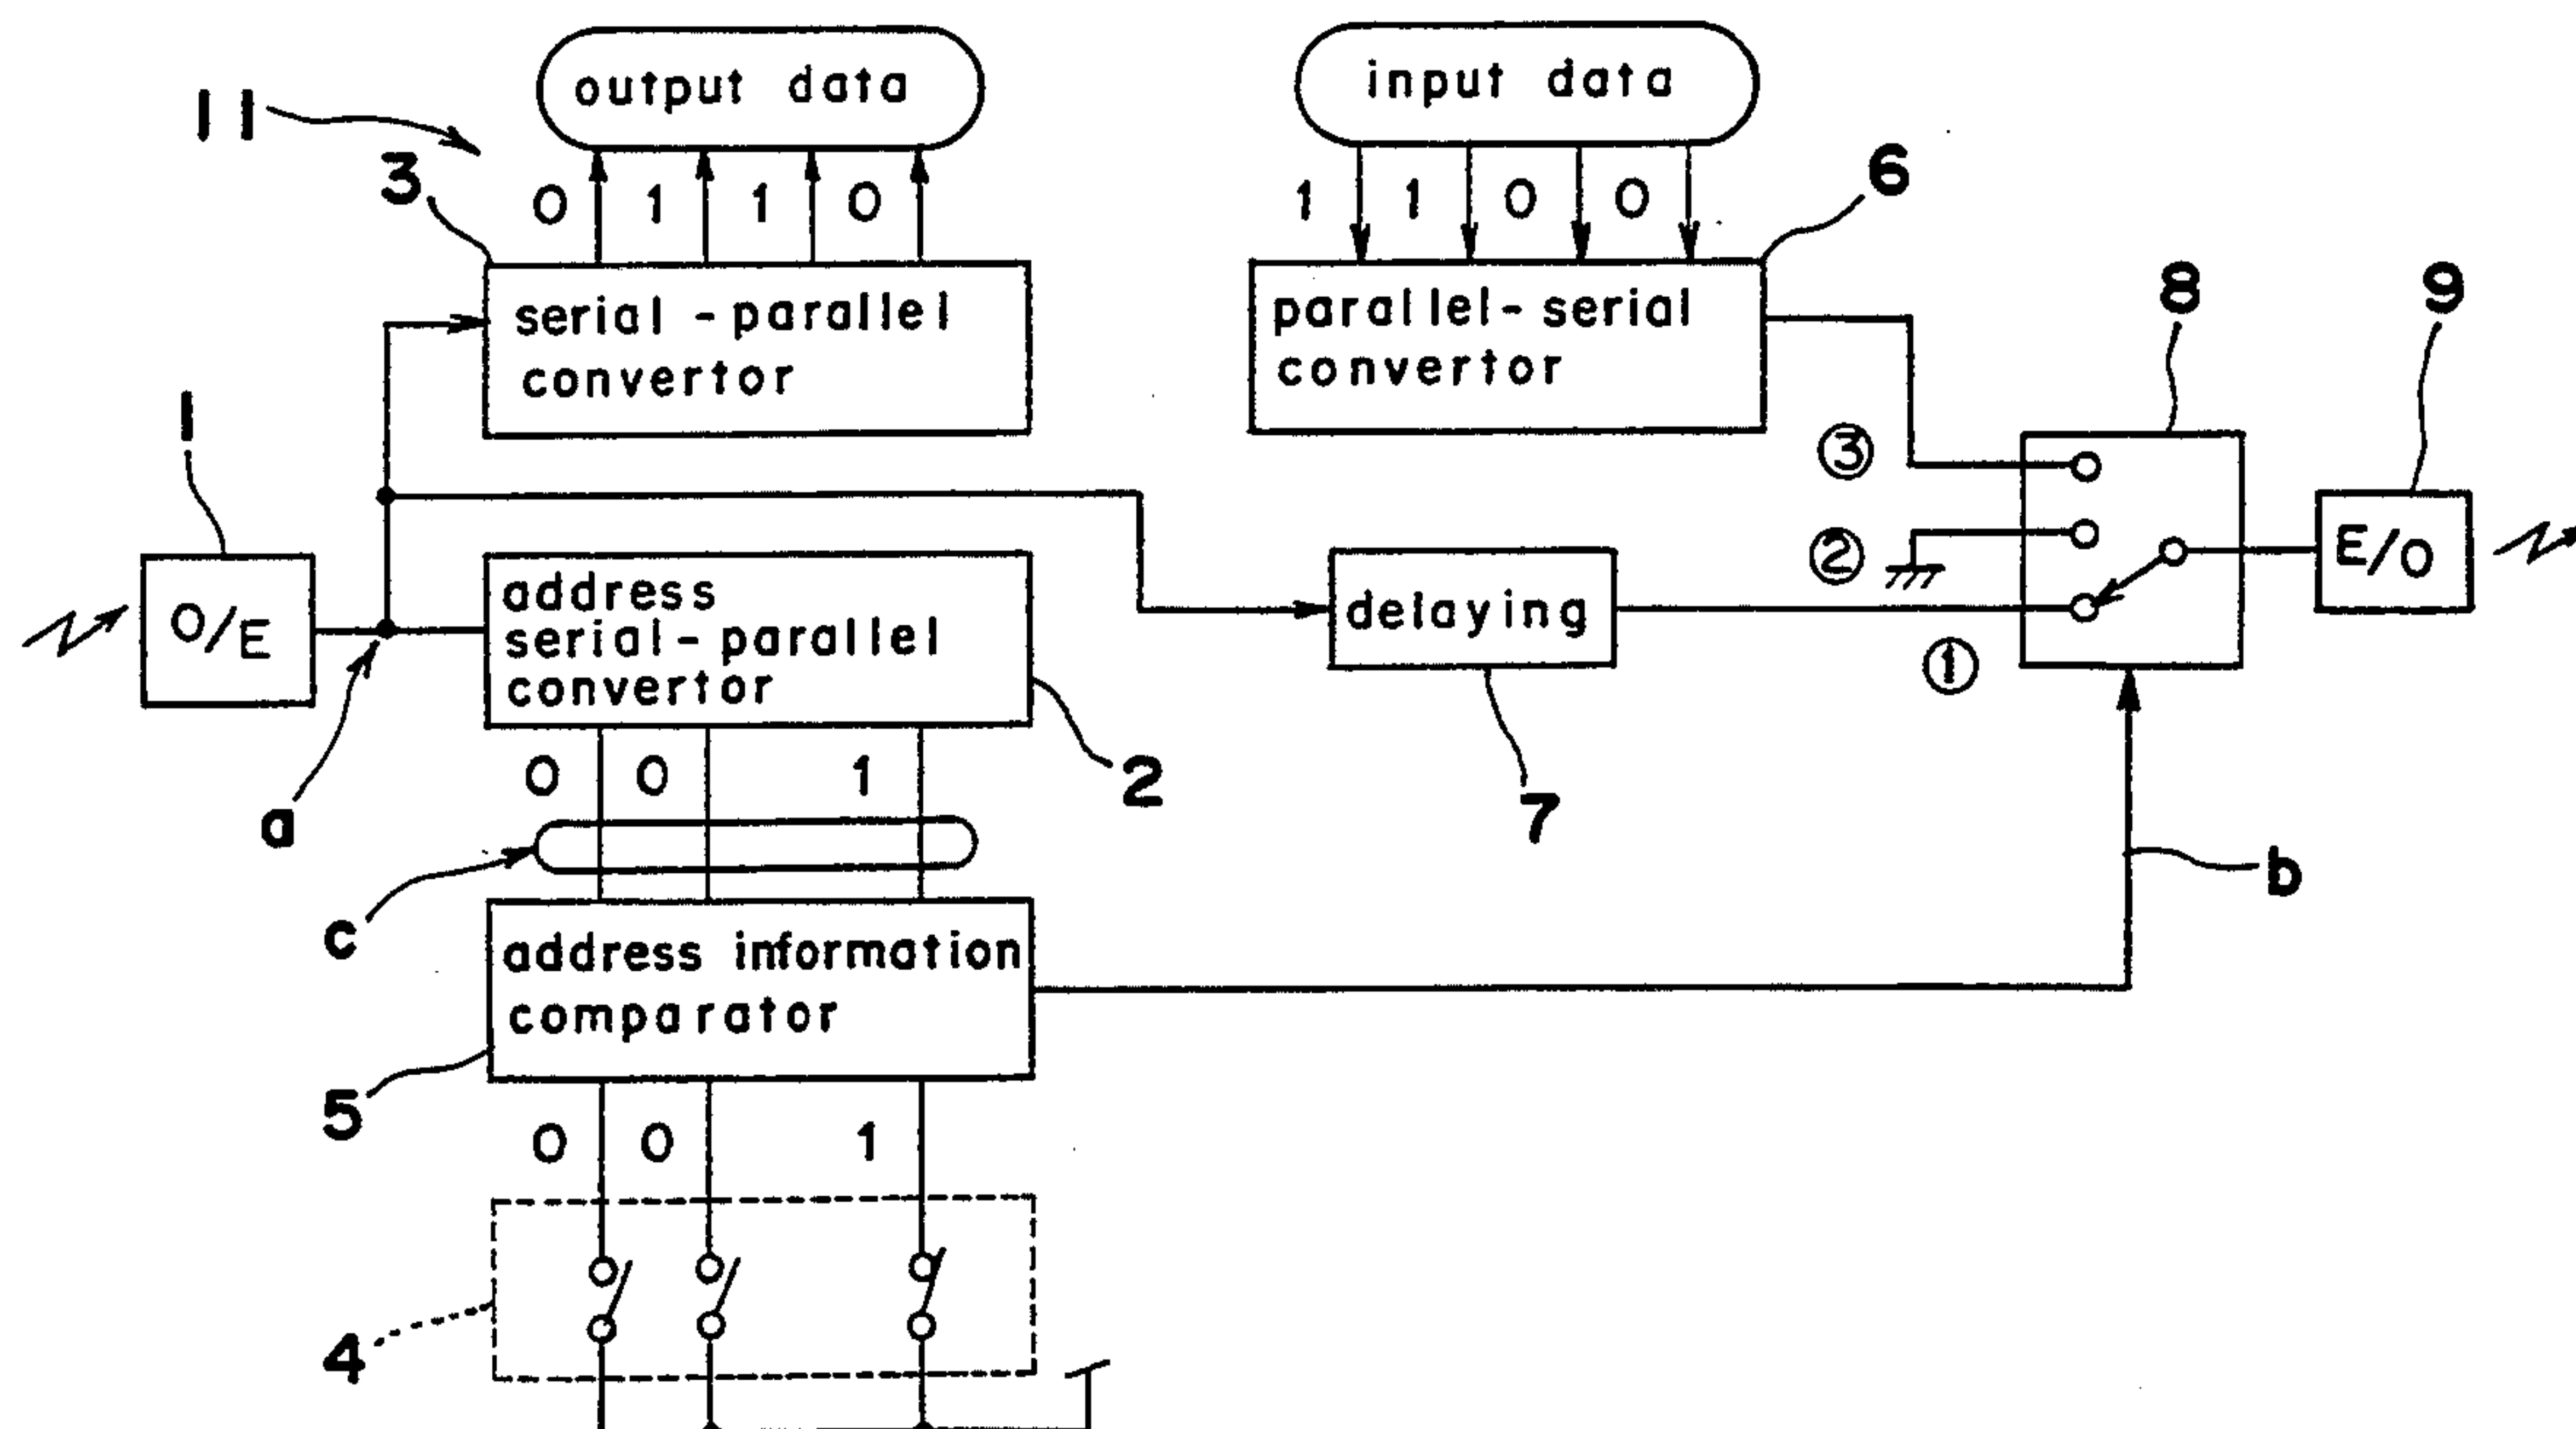 output data
input data
11
3
0 1 1 0
1 1 0 0
6
serial-parallel
convertor
parallel-serial
convertor
8
9
1
③
②
①
O/E
address
serial-parallel
convertor
delaying
E/O
a
0 0 1
2
7
c
b
address information
comparator
5
0 0 1
4